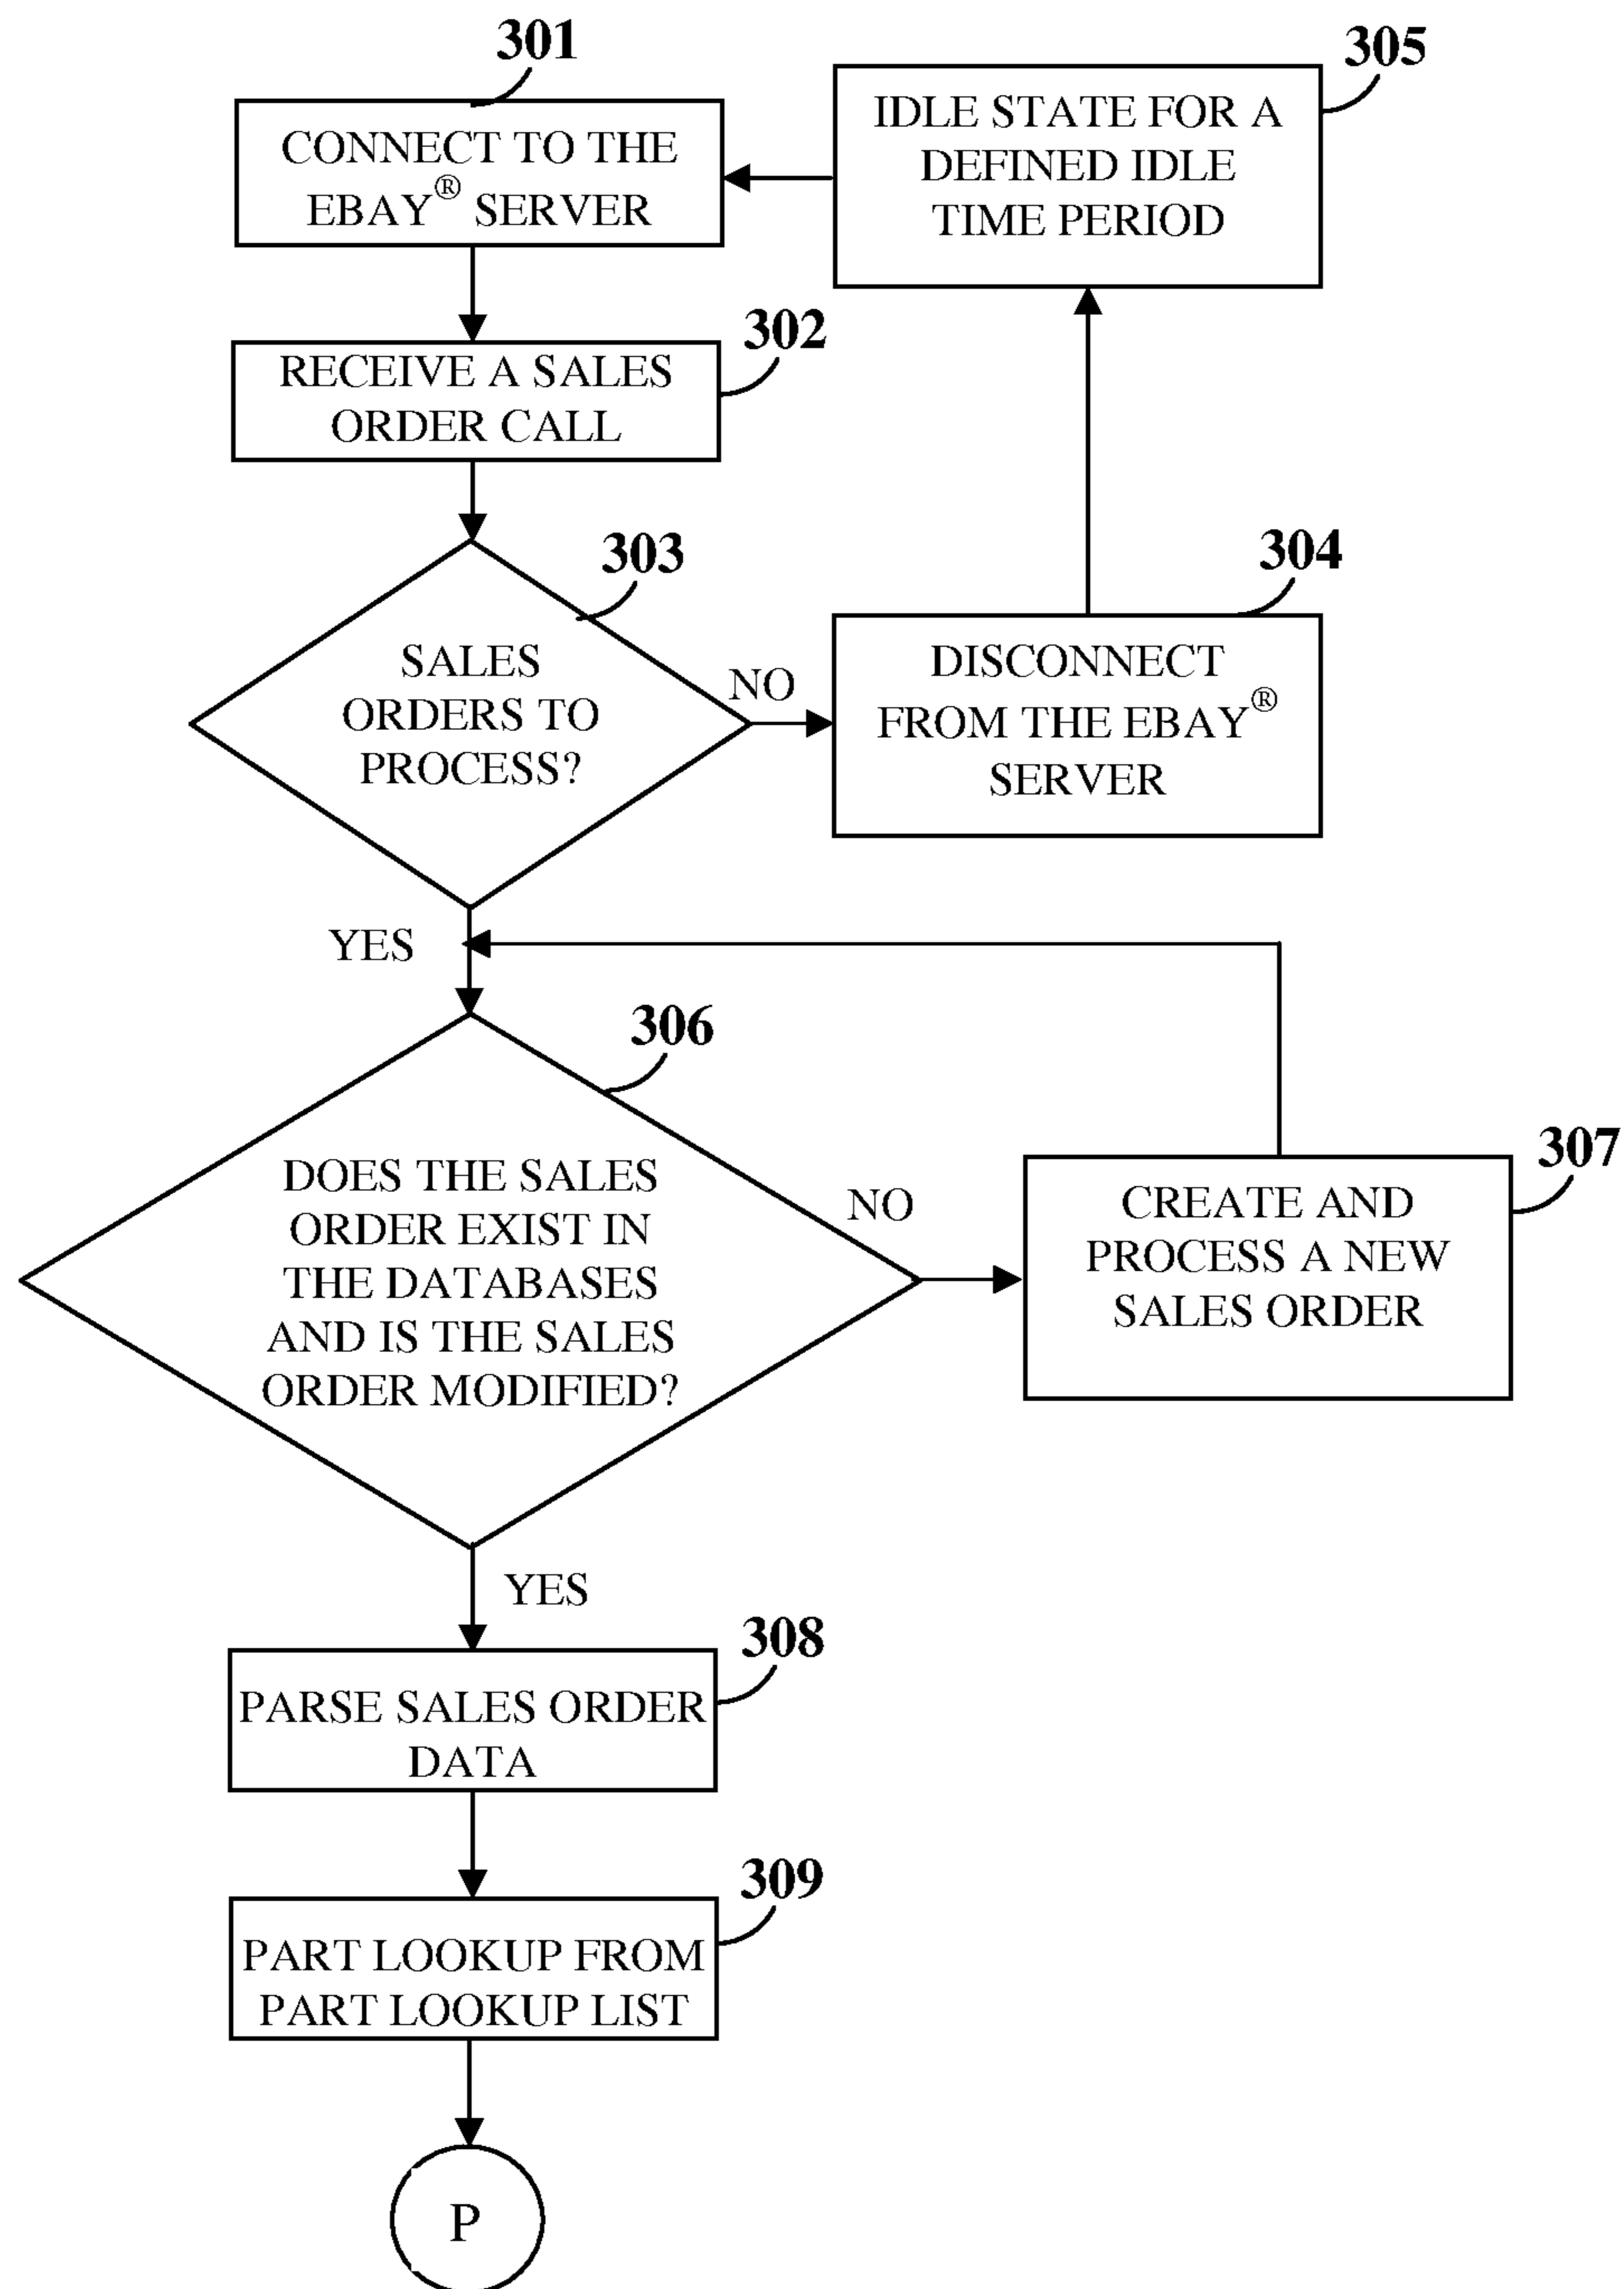 301
CONNECT TO THE
EBAY® SERVER
305
IDLE STATE FOR A
DEFINED IDLE
TIME PERIOD
302
RECEIVE A SALES
ORDER CALL
303
SALES
ORDERS TO
PROCESS?
NO
304
DISCONNECT
FROM THE EBAY®
SERVER
YES
306
DOES THE SALES
ORDER EXIST IN
THE DATABASES
AND IS THE SALES
ORDER MODIFIED?
NO
307
CREATE AND
PROCESS A NEW
SALES ORDER
YES
308
PARSE SALES ORDER
DATA
309
PART LOOKUP FROM
PART LOOKUP LIST
P